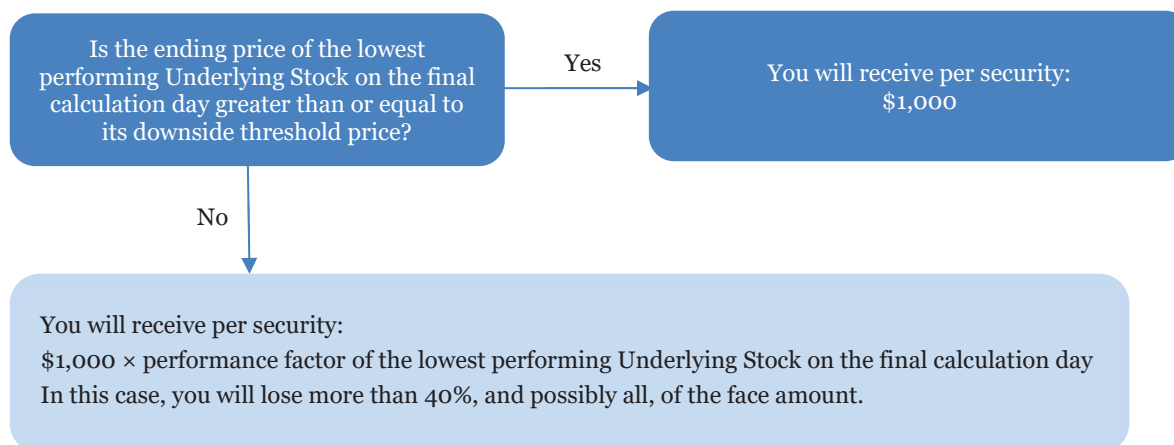 Is the ending price of the lowest
performing Underlying Stock on the final
calculation day greater than or equal to
its downside threshold price?
Yes
You will receive per security:
$1,000
No
You will receive per security:
$1,000 × performance factor of the lowest performing Underlying Stock on the final calculation day
In this case, you will lose more than 40%, and possibly all, of the face amount.